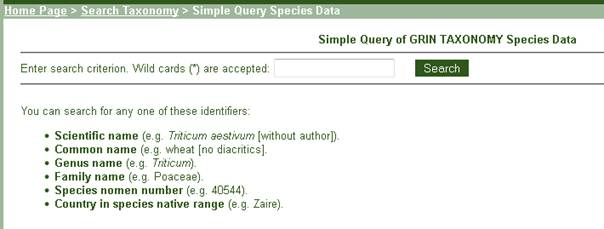 Home Page > Search Taxonomy > Simple Query Species Data
Simple Query of GRIN TAXONOMY Species Data
Enter search criterion. Wild cards (*) are accepted: Search
You can search for any one of these identifiers:
• Scientific name (e.g. Triticum aestivum [without author]).
• Common name (e.g. wheat [no diacritics].
• Genus name (e.g. Triticum).
• Family name (e.g. Poaceae).
• Species nomen number (e.g. 40544).
• Country in species native range (e.g. Zaire).